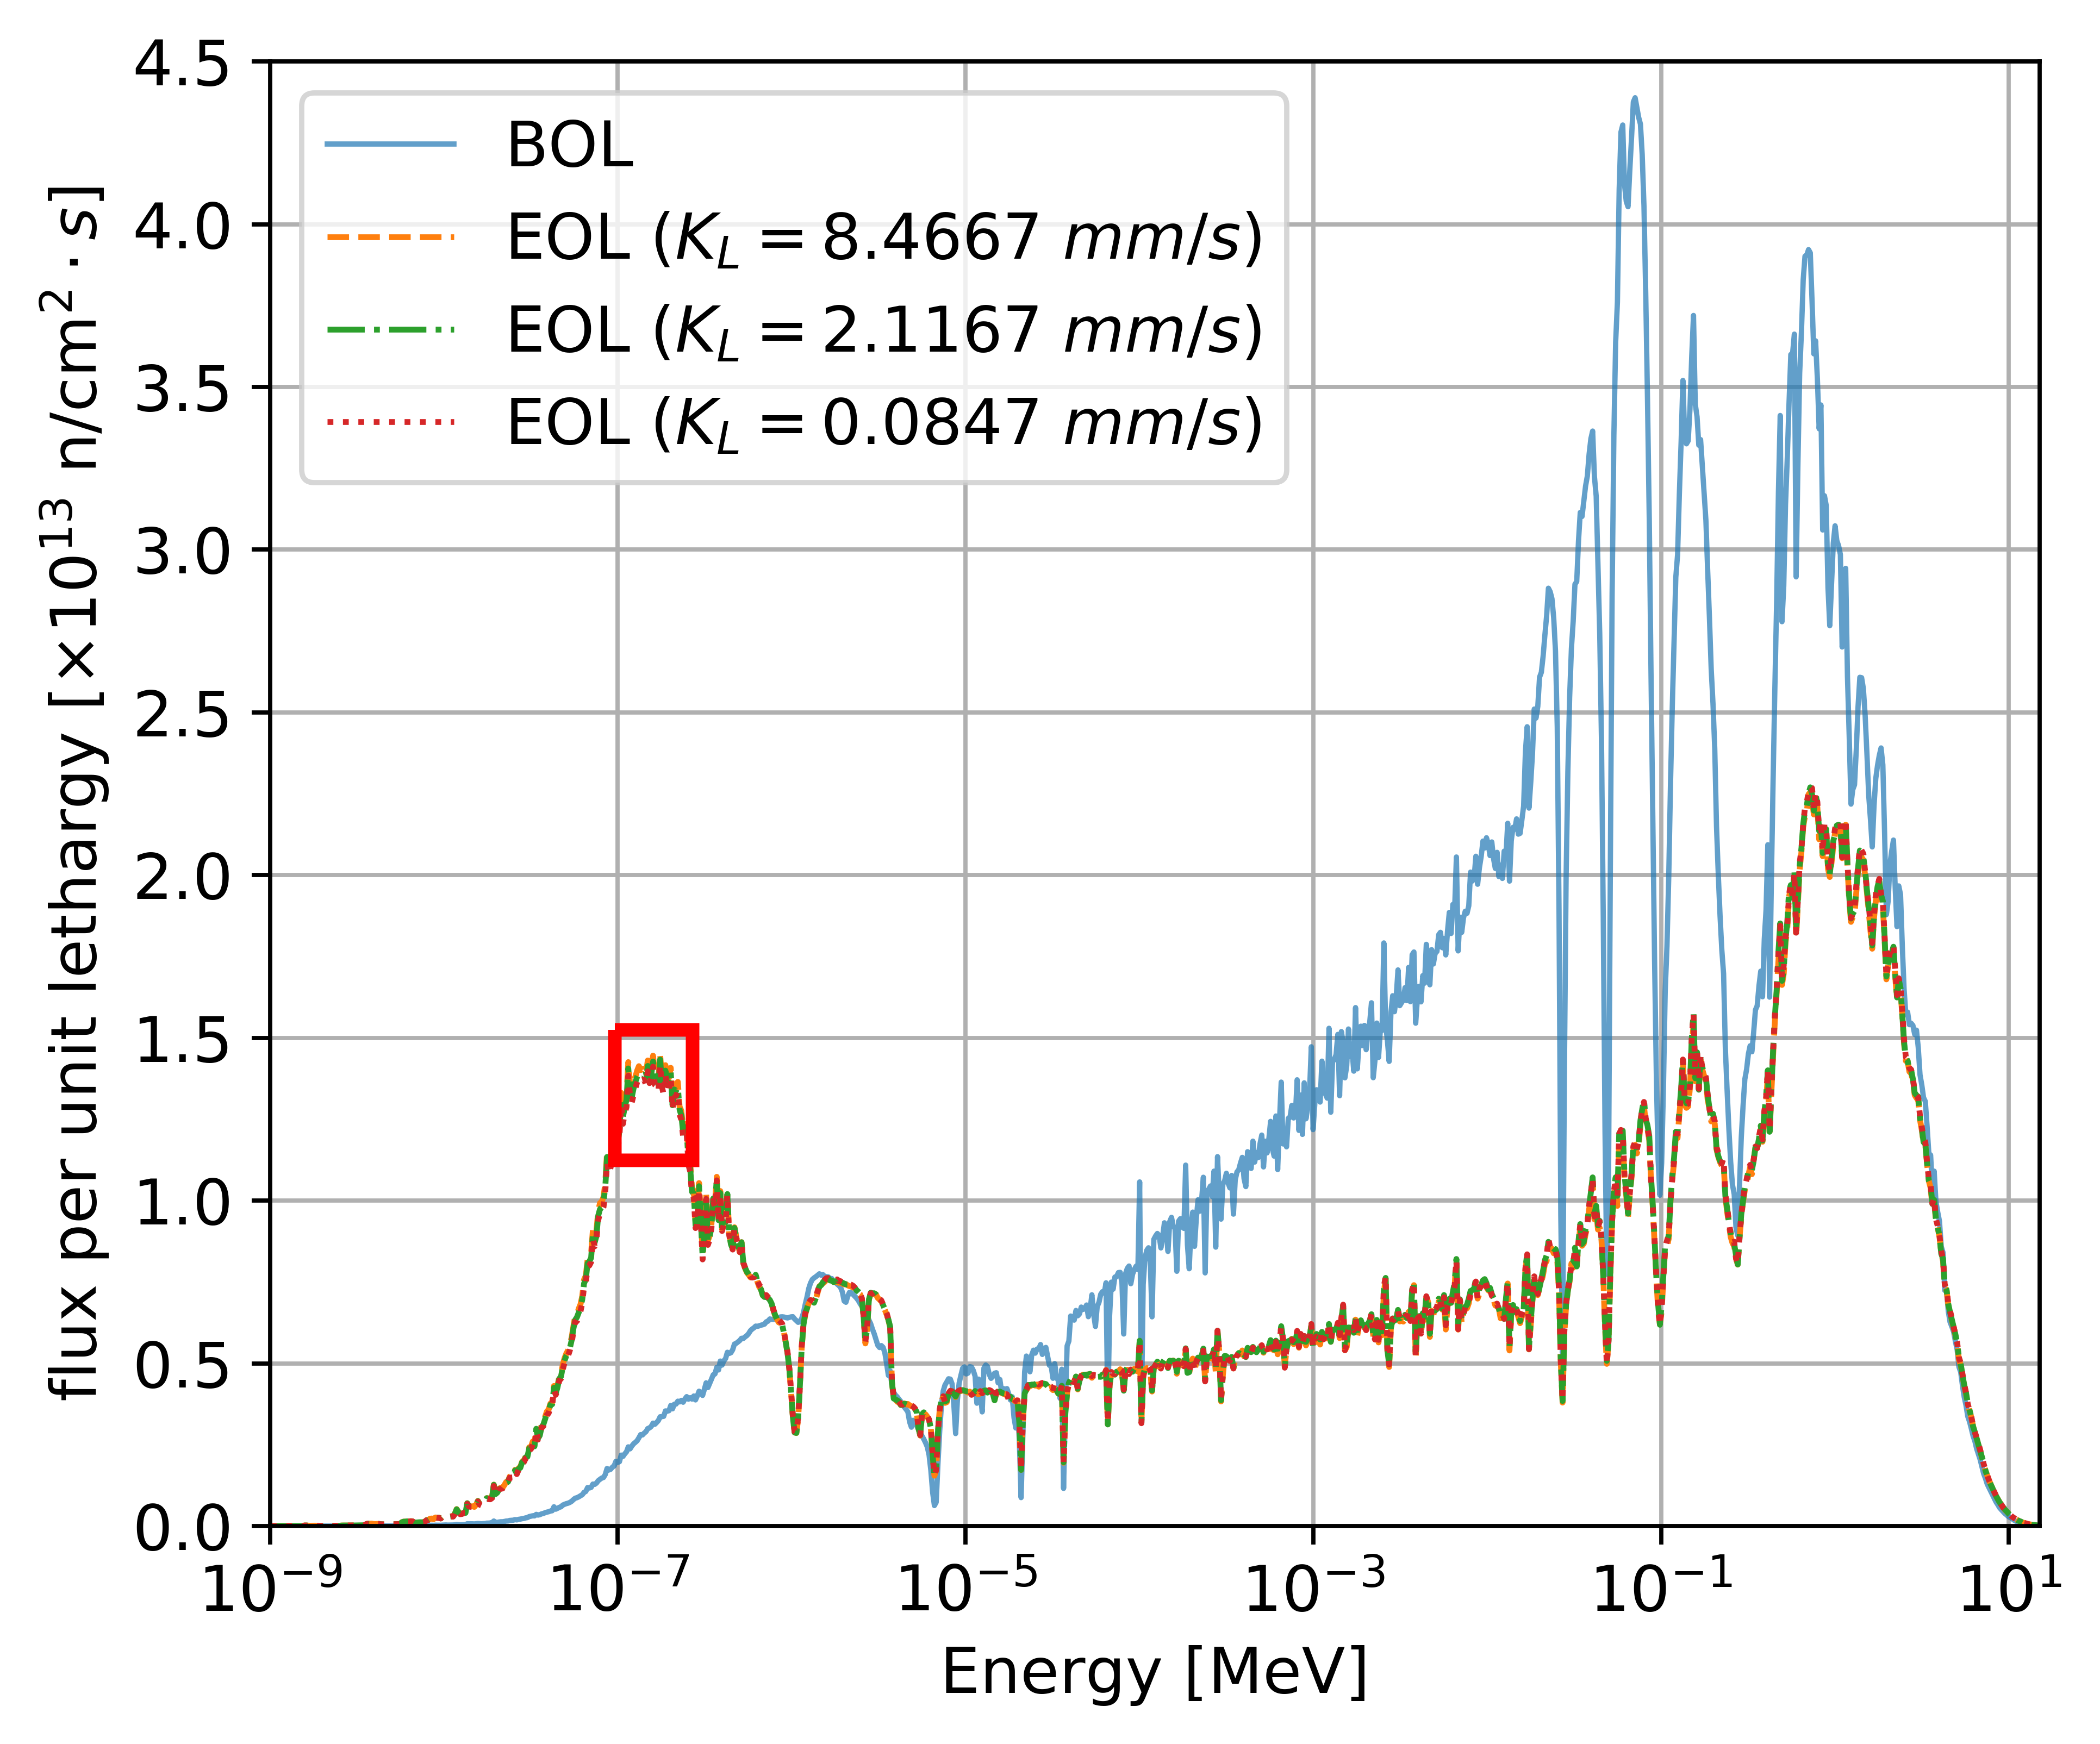 flux per unit lethargy [×10¹³ n/cm²·s]
4.5
4.0
3.5
3.0
2.5
2.0
1.5
1.0
0.5
0.0
BOL
EOL (K_L = 8.4667 mm/s)
EOL (K_L = 2.1167 mm/s)
EOL (K_L = 0.0847 mm/s)
10⁻⁹ 10⁻⁷ 10⁻⁵ 10⁻³ 10⁻¹ 10¹
Energy [MeV]